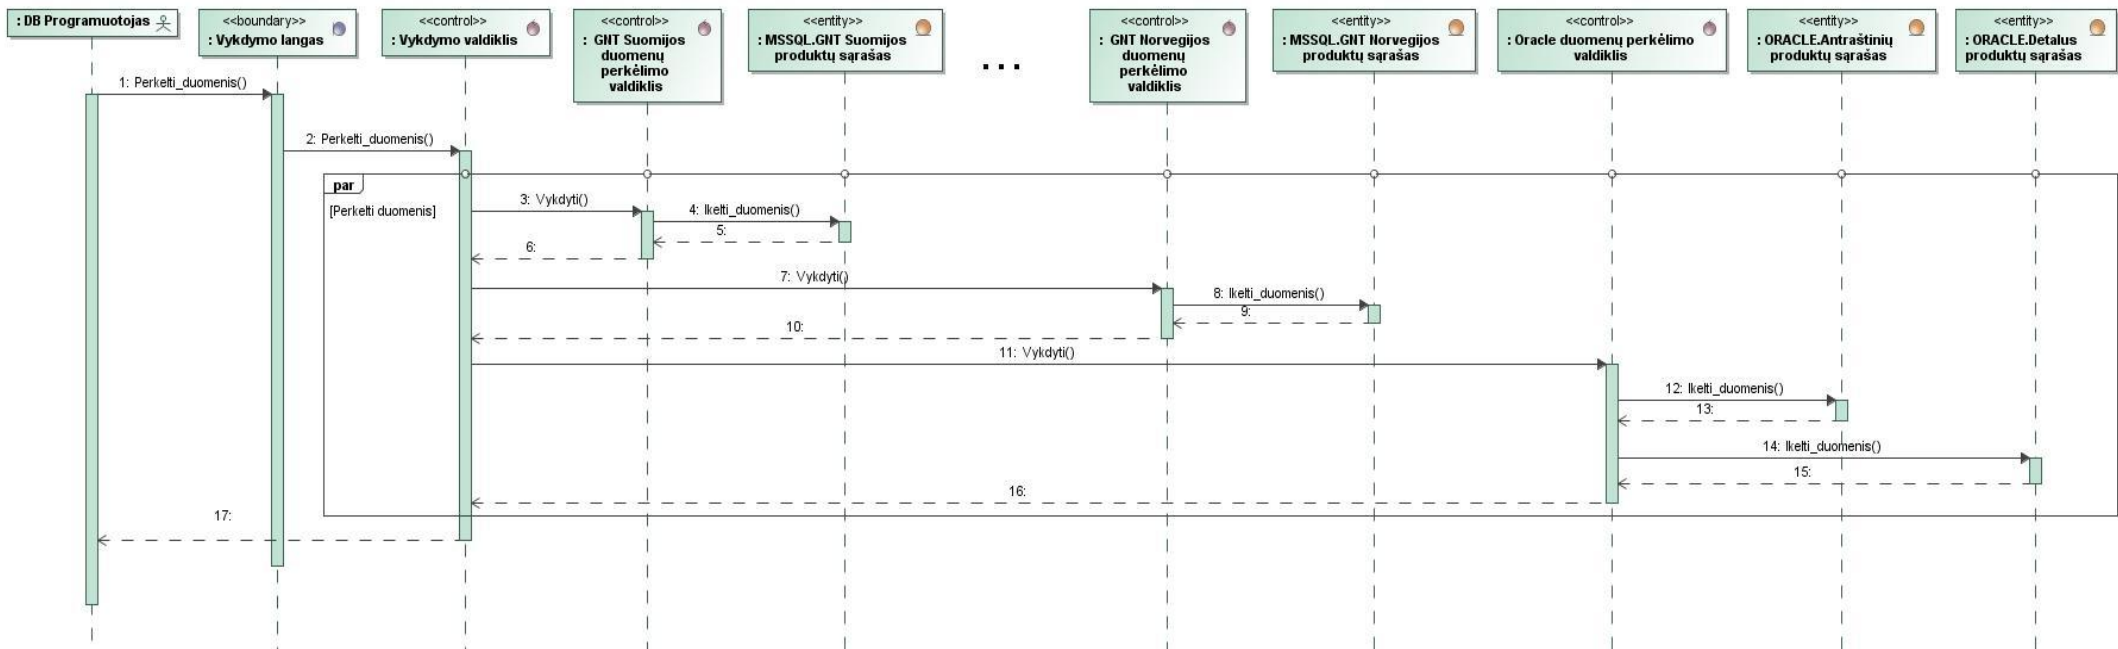 : DB Programuotojas
<<boundary>>
: Vykdymo langas
<<control>>
: Vykdymo valdiklis
<<control>>
: GNT Suomijos
duomenų
perkėlimo
valdiklis
<<entity>>
: MSSQL.GNT Suomijos
produktų sąrašas
...
<<control>>
: GNT Norvegijos
duomenų
perkėlimo
valdiklis
<<entity>>
: MSSQL.GNT Norvegijos
produktų sąrašas
<<control>>
: Oracle duomenų perkėlimo
valdiklis
<<entity>>
: ORACLE.Antraštinių
produktų sąrašas
<<entity>>
: ORACLE.Detalus
produktų sąrašas
1: Perkelti_duomenis()
2: Perkelti_duomenis()
par
[Perkelti duomenis]
3: Vykdyti()
4: Ikelti_duomenis()
5:
6:
7: Vykdyti()
8: Ikelti_duomenis()
9:
10:
11: Vykdyti()
12: Ikelti_duomenis()
13:
14: Ikelti_duomenis()
15:
16:
17: